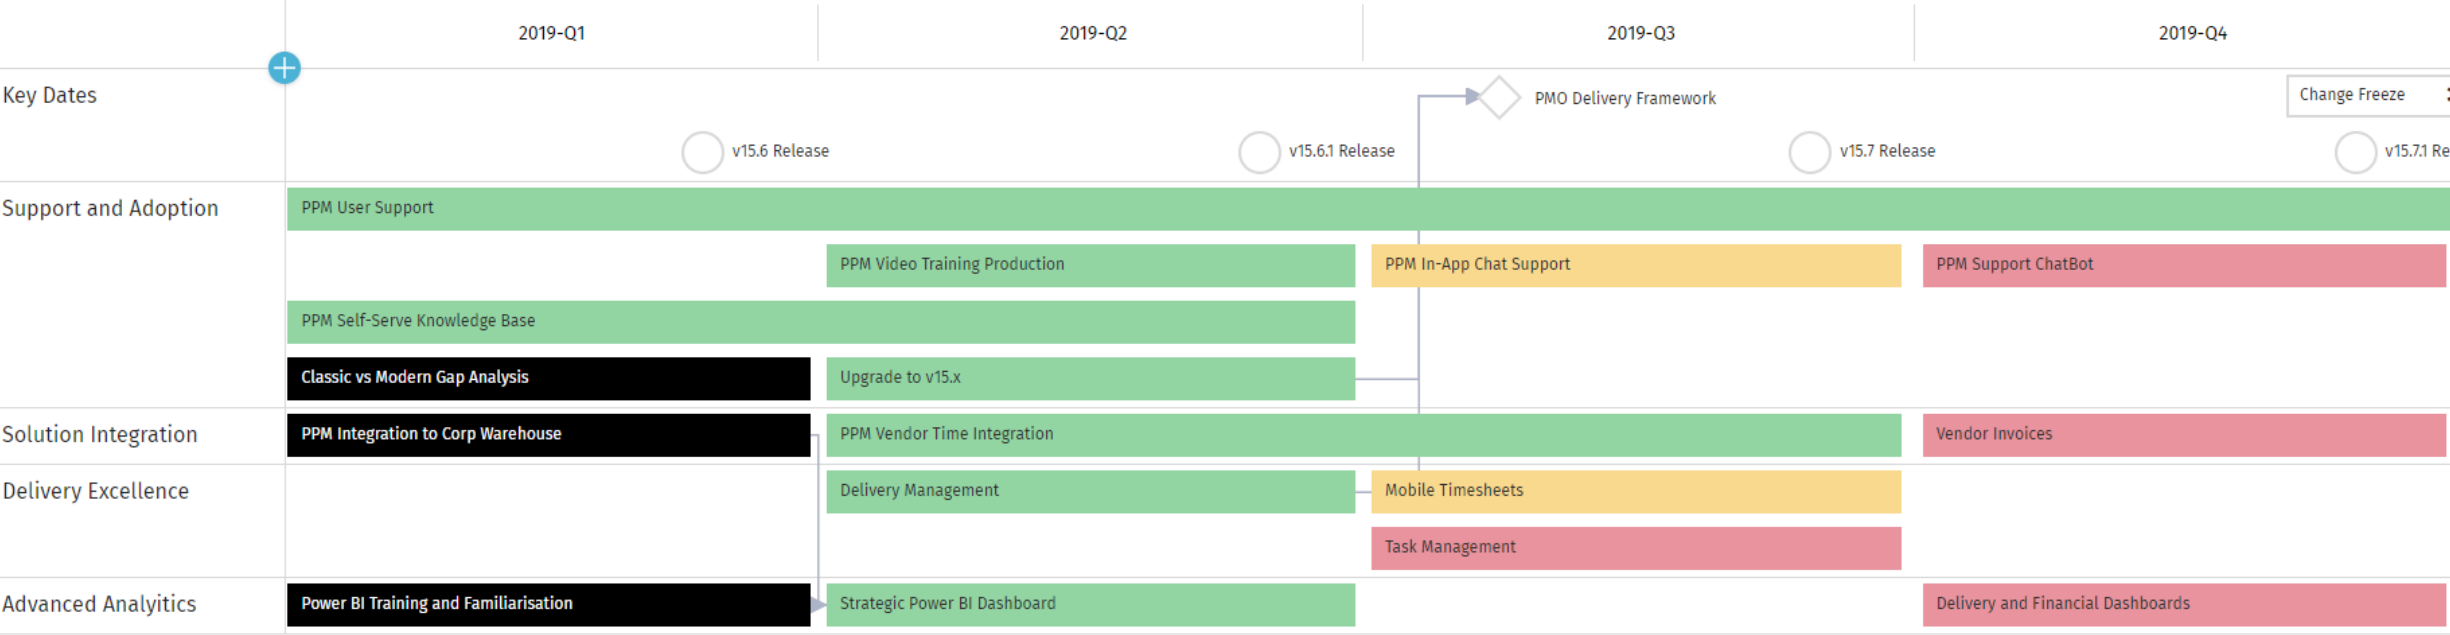 2019-Q1 2019-Q2 2019-Q3 2019-Q4
Key Dates
PMO Delivery Framework
Change Freeze
v15.6 Release
v15.6.1 Release
v15.7 Release
v15.7.1 Re
Support and Adoption
PPM User Support
PPM Video Training Production
PPM In-App Chat Support
PPM Support ChatBot
PPM Self-Serve Knowledge Base
Classic vs Modern Gap Analysis
Upgrade to v15.x
Solution Integration
PPM Integration to Corp Warehouse
PPM Vendor Time Integration
Vendor Invoices
Delivery Excellence
Delivery Management
Mobile Timesheets
Task Management
Advanced Analyitics
Power BI Training and Familiarisation
Strategic Power BI Dashboard
Delivery and Financial Dashboards